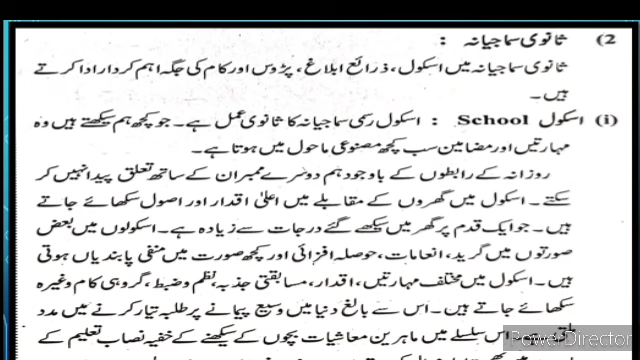 2) ثانوی سماجیانہ :
ثانوی سماجیانہ میں اسکول، ذرائع ابلاغ، پڑوس اور کام کی جگہ اہم کردار ادا کرتے
ہیں۔
(i) اسکول School : اسکول رسمی سماجیانہ کا ثانوی عمل ہے۔ جو کچھ ہم سیکھتے ہیں وہ
مہارتیں اور مضامین سب کچھ مصنوعی ماحول میں ہوتا ہے۔
روزانہ کے رابطوں کے باوجود ہم دوسرے ممبران کے ساتھ تعلق پیدا نہیں کر
سکتے۔ اسکول میں گھروں کے مقابلے میں اعلیٰ اقدار اور اصول سکھائے جاتے
ہیں۔ جو ایک قدم پر گھر میں سیکھے گئے درجات سے زیادہ ہے۔ اسکولوں میں بعض
صورتوں میں گریڈ، انعامات، حوصلہ افزائی اور کچھ صورت میں منفی پابندیاں ہوتی
ہیں۔ اسکول میں مختلف مہارتیں، اقدار، مسابقتی جذبہ، نظم و ضبط، گروہی کام وغیرہ
سکھائے جاتے ہیں۔ اس سے بالغ دنیا میں وسیع پیمانے پر طلبہ تیار کرنے میں مدد
اس سلسلے میں ماہرین معاشیات بچوں کے سیکھنے کے خفیہ نصاب تعلیم کے
PowerDirector